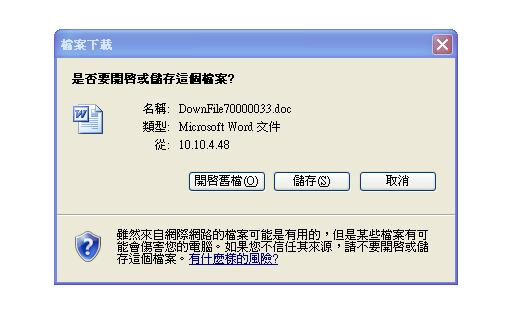 檔案下載
是否要開啓或儲存這個檔案?
名稱: DownFile70000033.doc
類型: Microsoft Word 文件
從: 10.10.4.48
開啓舊檔(O) 儲存(S) 取消
雖然來自網際網路的檔案可能是有用的，但是某些檔案有可
能會傷害您的電腦。如果您不信任其來源，請不要開啓或儲
存這個檔案。有什麼樣的風險?